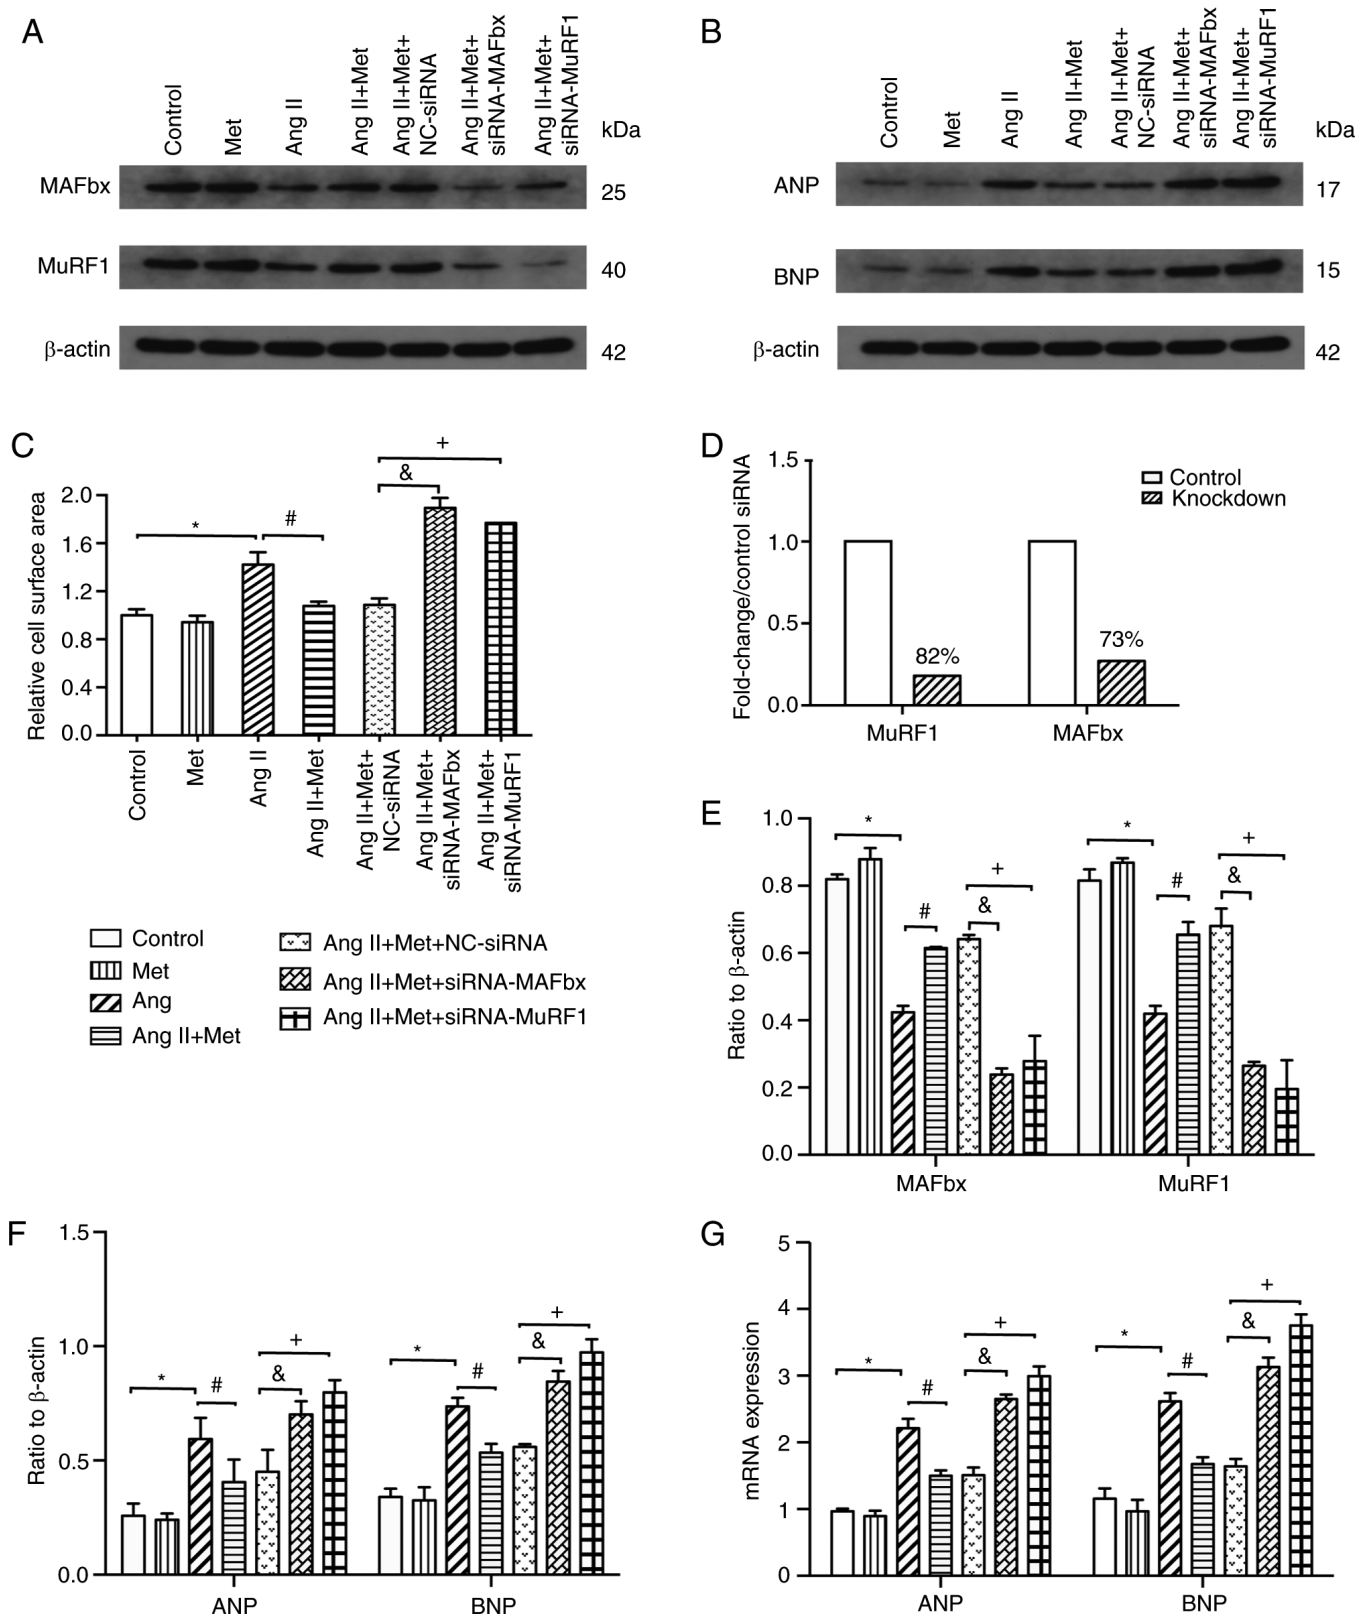 A
Control
Met
Ang II
Ang II+Met
Ang II+Met+
NC-siRNA
Ang II+Met+
siRNA-MAFbx
Ang II+Met+
siRNA-MuRF1
kDa
MAFbx
25
MuRF1
40
β-actin
42
B
Control
Met
Ang II
Ang II+Met
Ang II+Met+
NC-siRNA
Ang II+Met+
siRNA-MAFbx
Ang II+Met+
siRNA-MuRF1
kDa
ANP
17
BNP
15
β-actin
42
C
Relative cell surface area
2.0
1.6
1.2
0.8
0.4
0.0
*
#
&
+
Control
Met
Ang II
Ang II+Met
Ang II+Met+
NC-siRNA
Ang II+Met+
siRNA-MAFbx
Ang II+Met+
siRNA-MuRF1
Control
Met
Ang
Ang II+Met
Ang II+Met+NC-siRNA
Ang II+Met+siRNA-MAFbx
Ang II+Met+siRNA-MuRF1
D
Fold-change/control siRNA
1.5
1.0
0.5
0.0
Control
Knockdown
82%
73%
MuRF1
MAFbx
E
Ratio to β-actin
1.0
0.8
0.6
0.4
0.2
0.0
*
#
&
+
*
#
&
+
MAFbx
MuRF1
F
Ratio to β-actin
1.5
1.0
0.5
0.0
*
#
&
+
*
#
&
+
ANP
BNP
G
mRNA expression
5
4
3
2
1
0
*
#
&
+
*
#
&
+
ANP
BNP